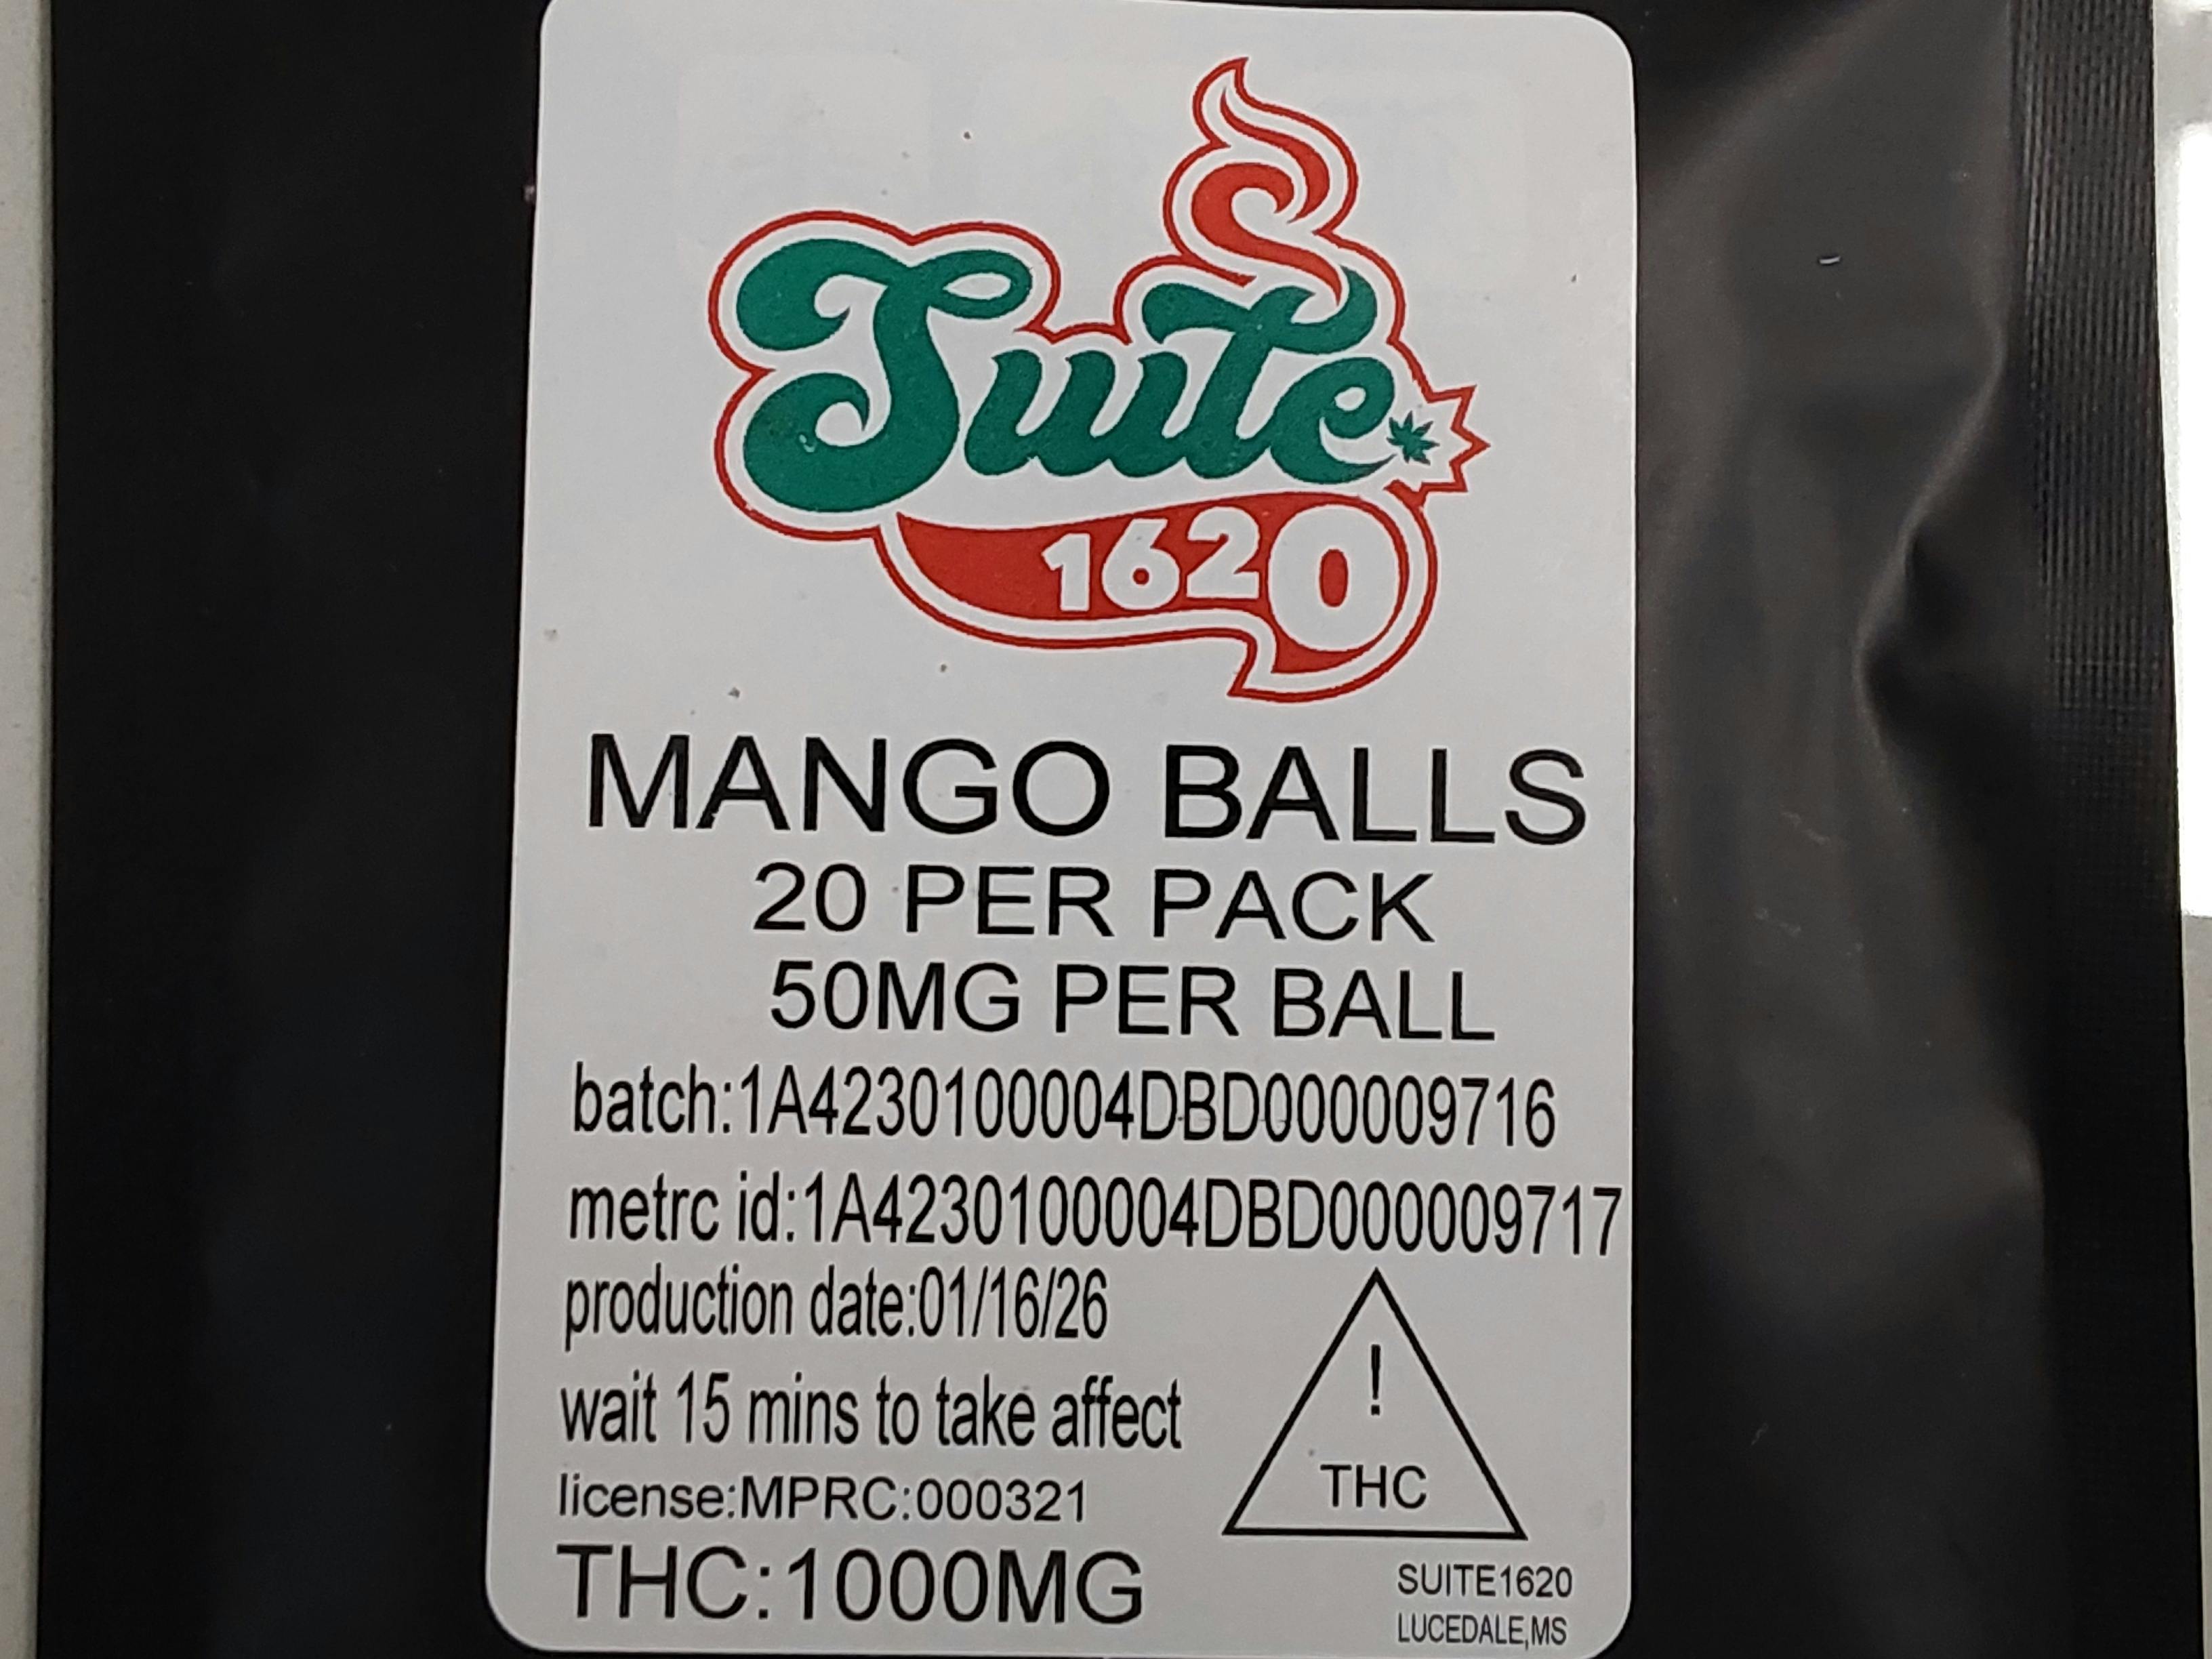 Suite
1620
MANGO BALLS
20 PER PACK
50MG PER BALL
batch:1A4230100004DBD000009716
metrc id:1A4230100004DBD000009717
production date:01/16/26
wait 15 mins to take affect
license:MPRC:000321
THC:1000MG
!
THC
SUITE1620
LUCEDALE,MS